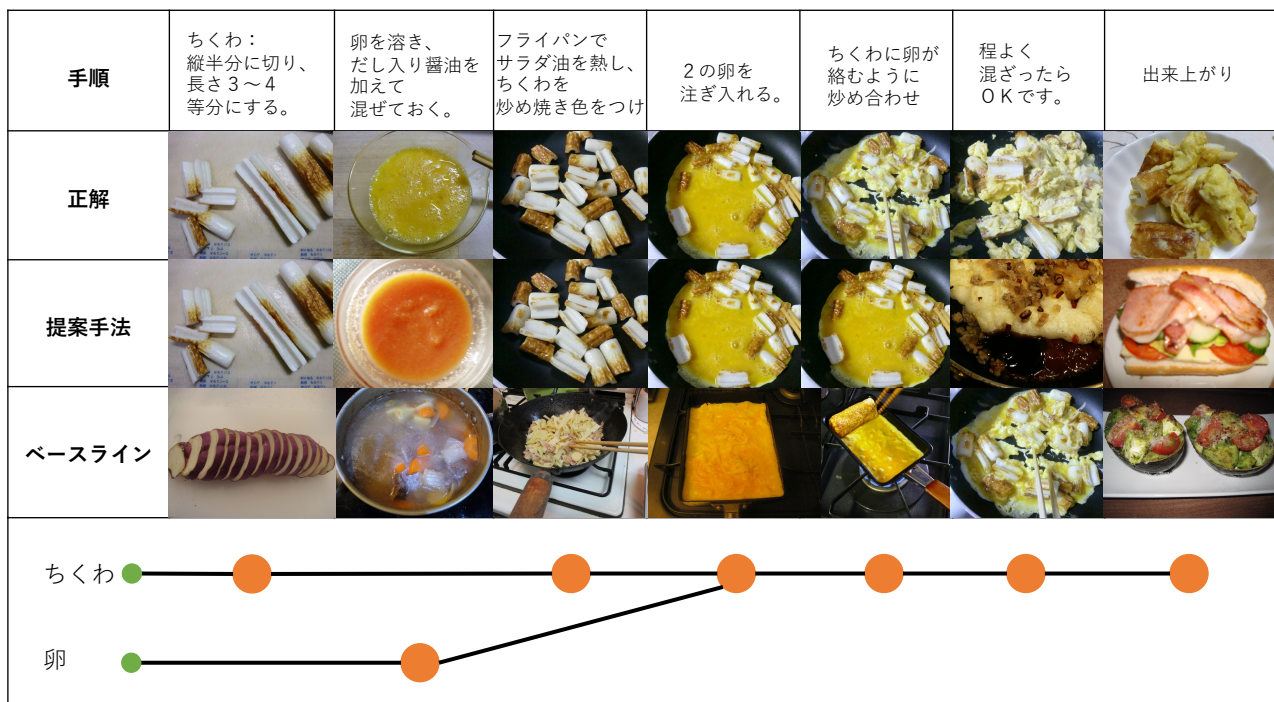 手順
ちくわ：
縦半分に切り、
長さ３～４
等分にする。
卵を溶き、
だし入り醤油を
加えて
混ぜておく。
フライパンで
サラダ油を熱し、
ちくわを
炒め焼き色をつけ
２の卵を
注ぎ入れる。
ちくわに卵が
絡むように
炒め合わせ
程よく
混ざったら
ＯＫです。
出来上がり
正解
提案手法
ベースライン
ちくわ
卵